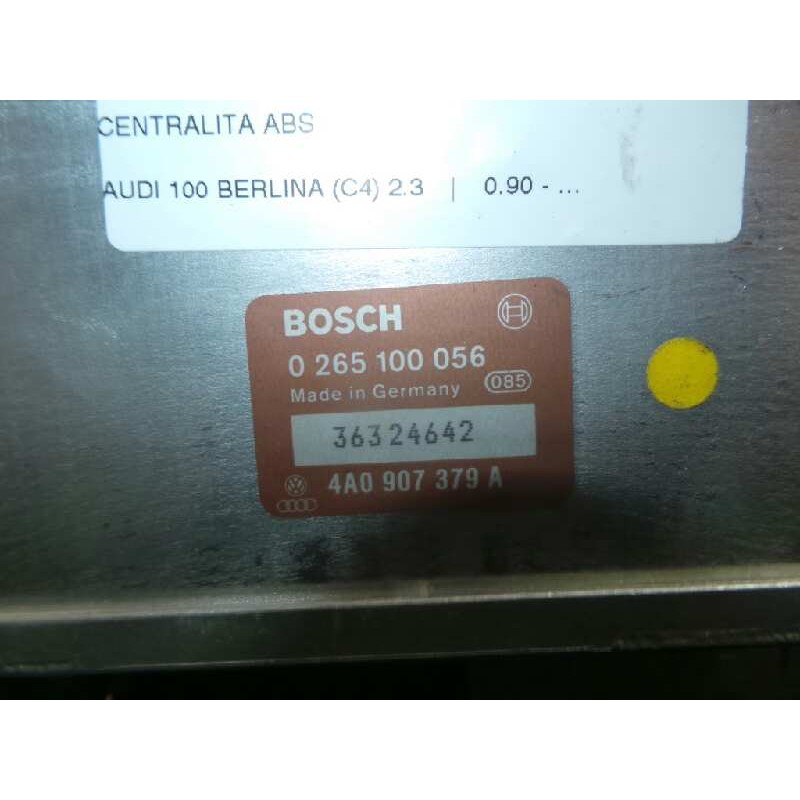 CENTRALITA ABS
AUDI 100 BERLINA (C4) 2.3 | 0.90 - ...
BOSCH
0 265 100 056
Made in Germany 085
36324642
4A0 907 379 A